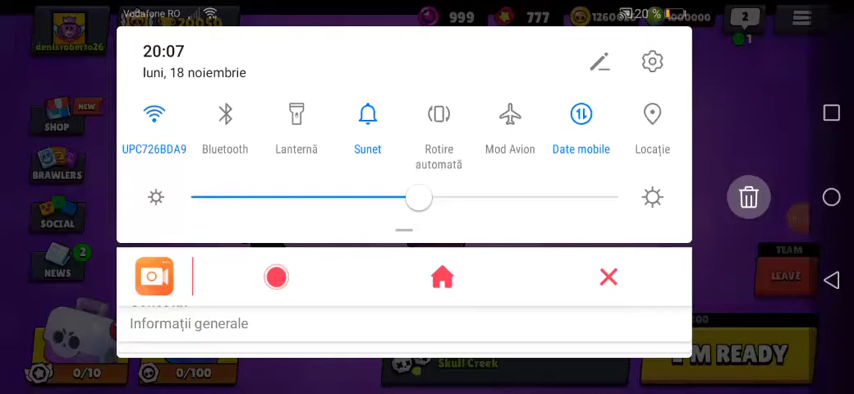 Vodafone RO
999
777
20 %
1000000
2
1
denisroberto26
20:07
luni, 18 noiembrie
NEW
SHOP
BRAWLERS
SOCIAL
2
NEWS
UPC726BDA9
Bluetooth
Lanternă
Sunet
Rotire
automată
Mod Avion
Date mobile
Locație
TEAM
LEAVE
Informații generale
0/10
0/100
Skull Creek
I'M READY